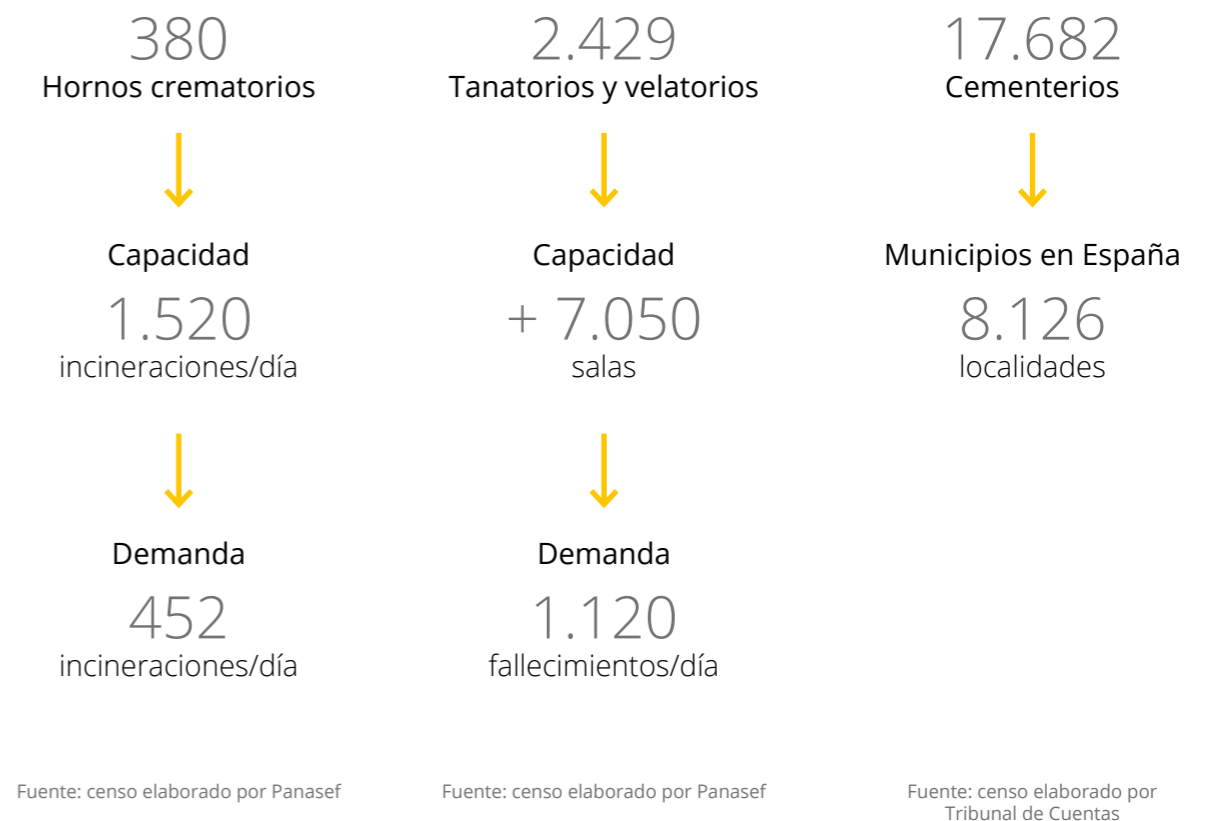 380
Hornos crematorios
Capacidad
1.520
incineraciones/día
Demanda
452
incineraciones/día
Fuente: censo elaborado por Panasef
2.429
Tanatorios y velatorios
Capacidad
+ 7.050
salas
Demanda
1.120
fallecimientos/día
Fuente: censo elaborado por Panasef
17.682
Cementerios
Municipios en España
8.126
localidades
Fuente: censo elaborado por
Tribunal de Cuentas